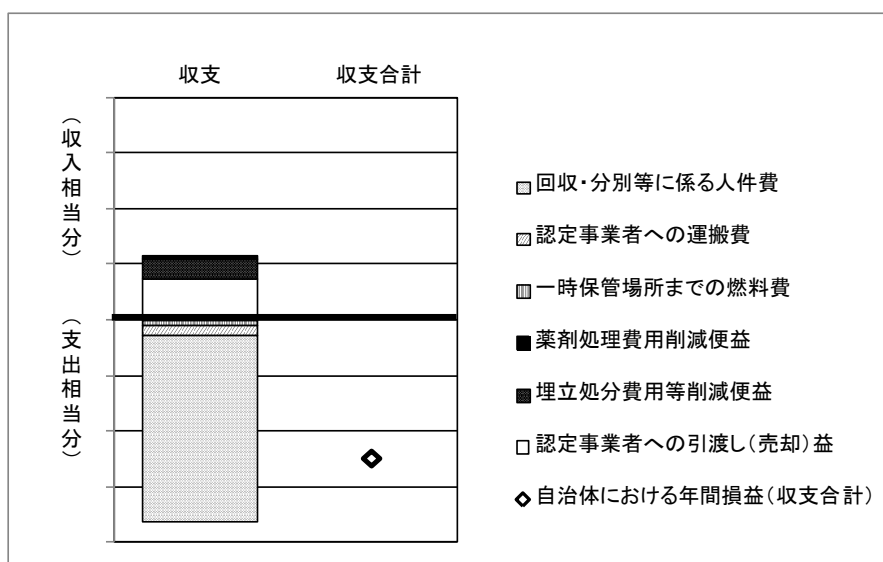 収支
収支合計
（収入相当分）
（支出相当分）
回収・分別等に係る人件費
認定事業者への運搬費
一時保管場所までの燃料費
薬剤処理費用削減便益
埋立処分費用等削減便益
認定事業者への引渡し（売却）益
自治体における年間損益（収支合計）